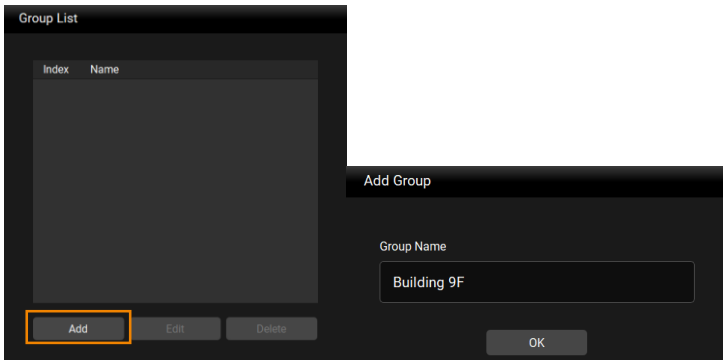 Group List
Index Name
Add Edit Delete
Add Group
Group Name
Building 9F
OK